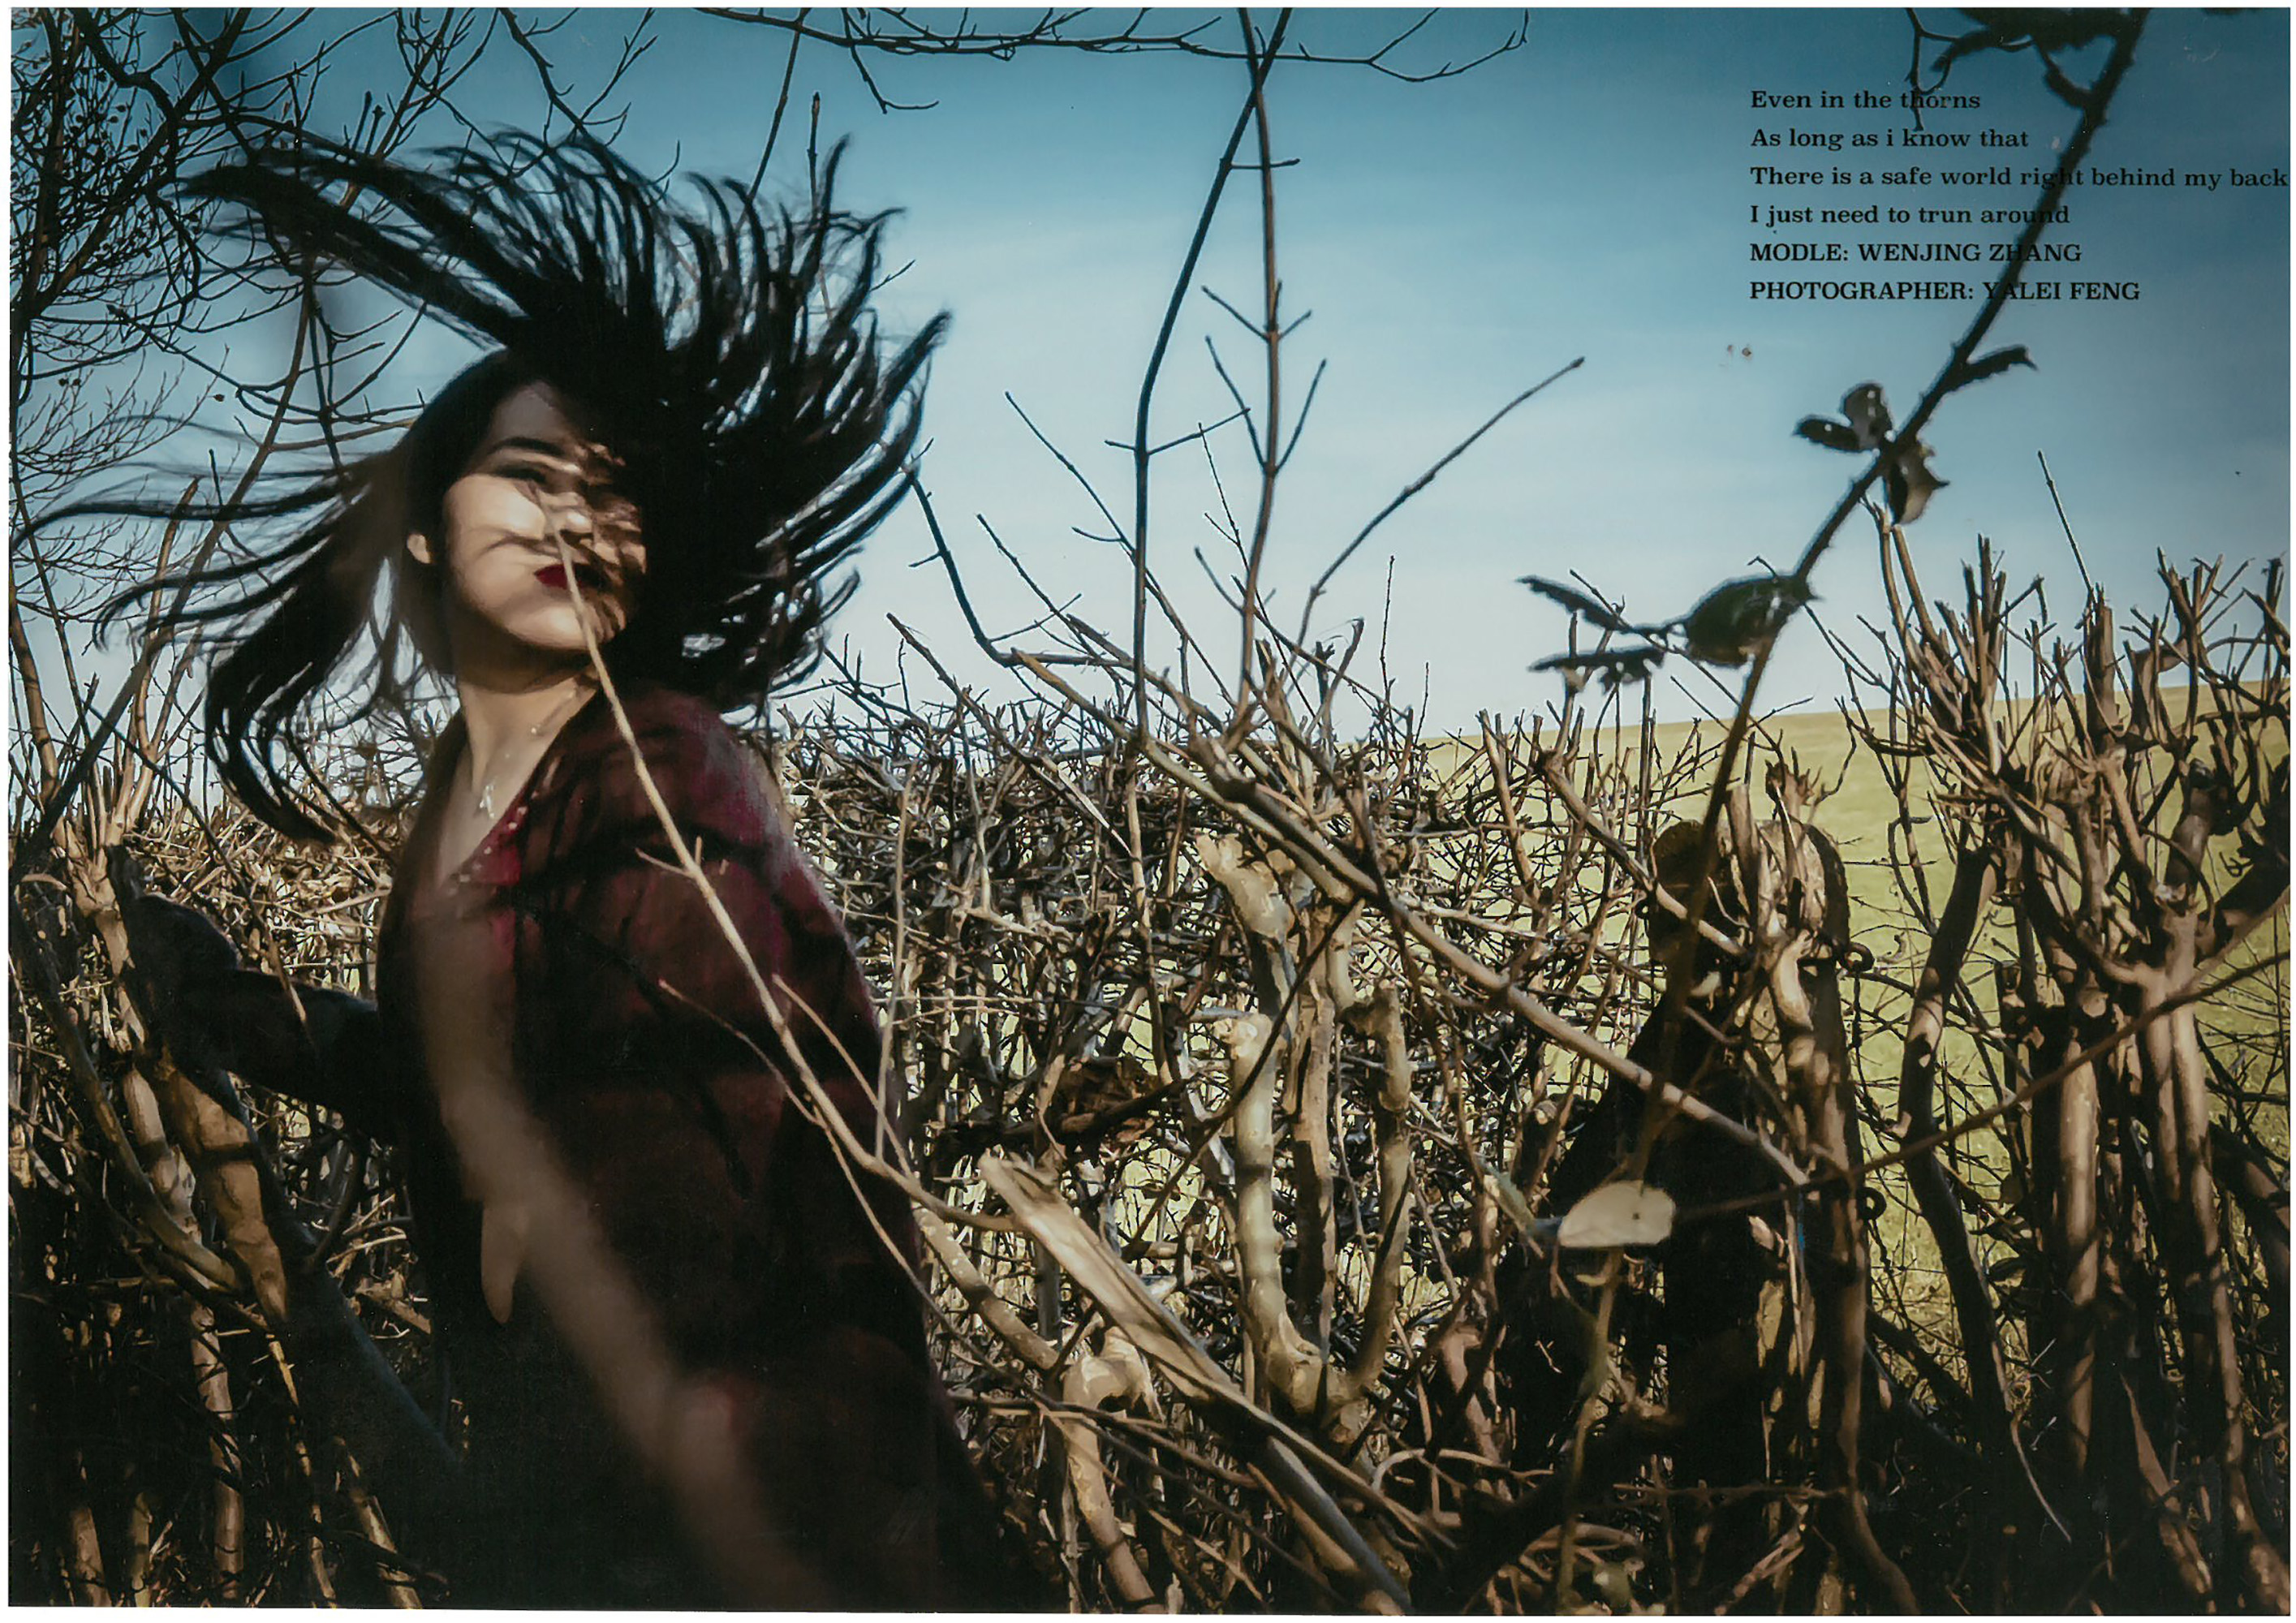 Even in the thorns
As long as i know that
There is a safe world right behind my back
I just need to trun around
MODLE: WENJING ZHANG
PHOTOGRAPHER: YALEI FENG